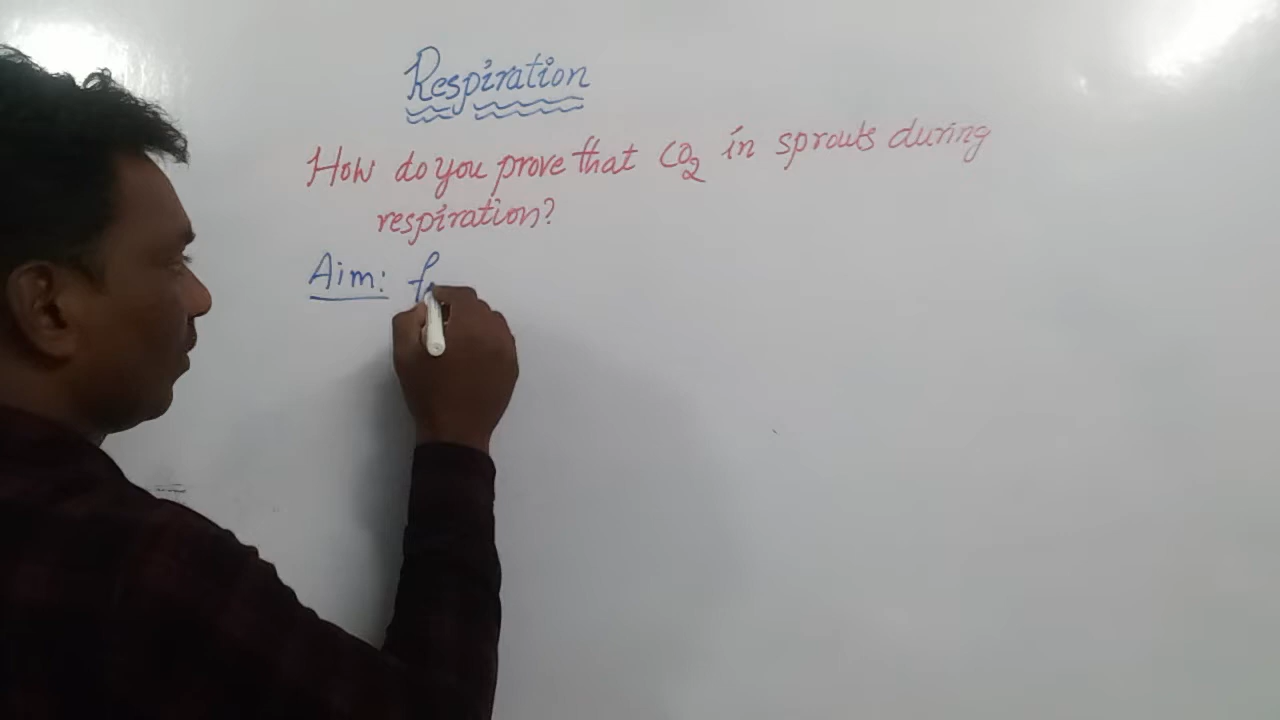 Respiration
How do you prove that CO2 in sprouts during
respiration?
Aim: